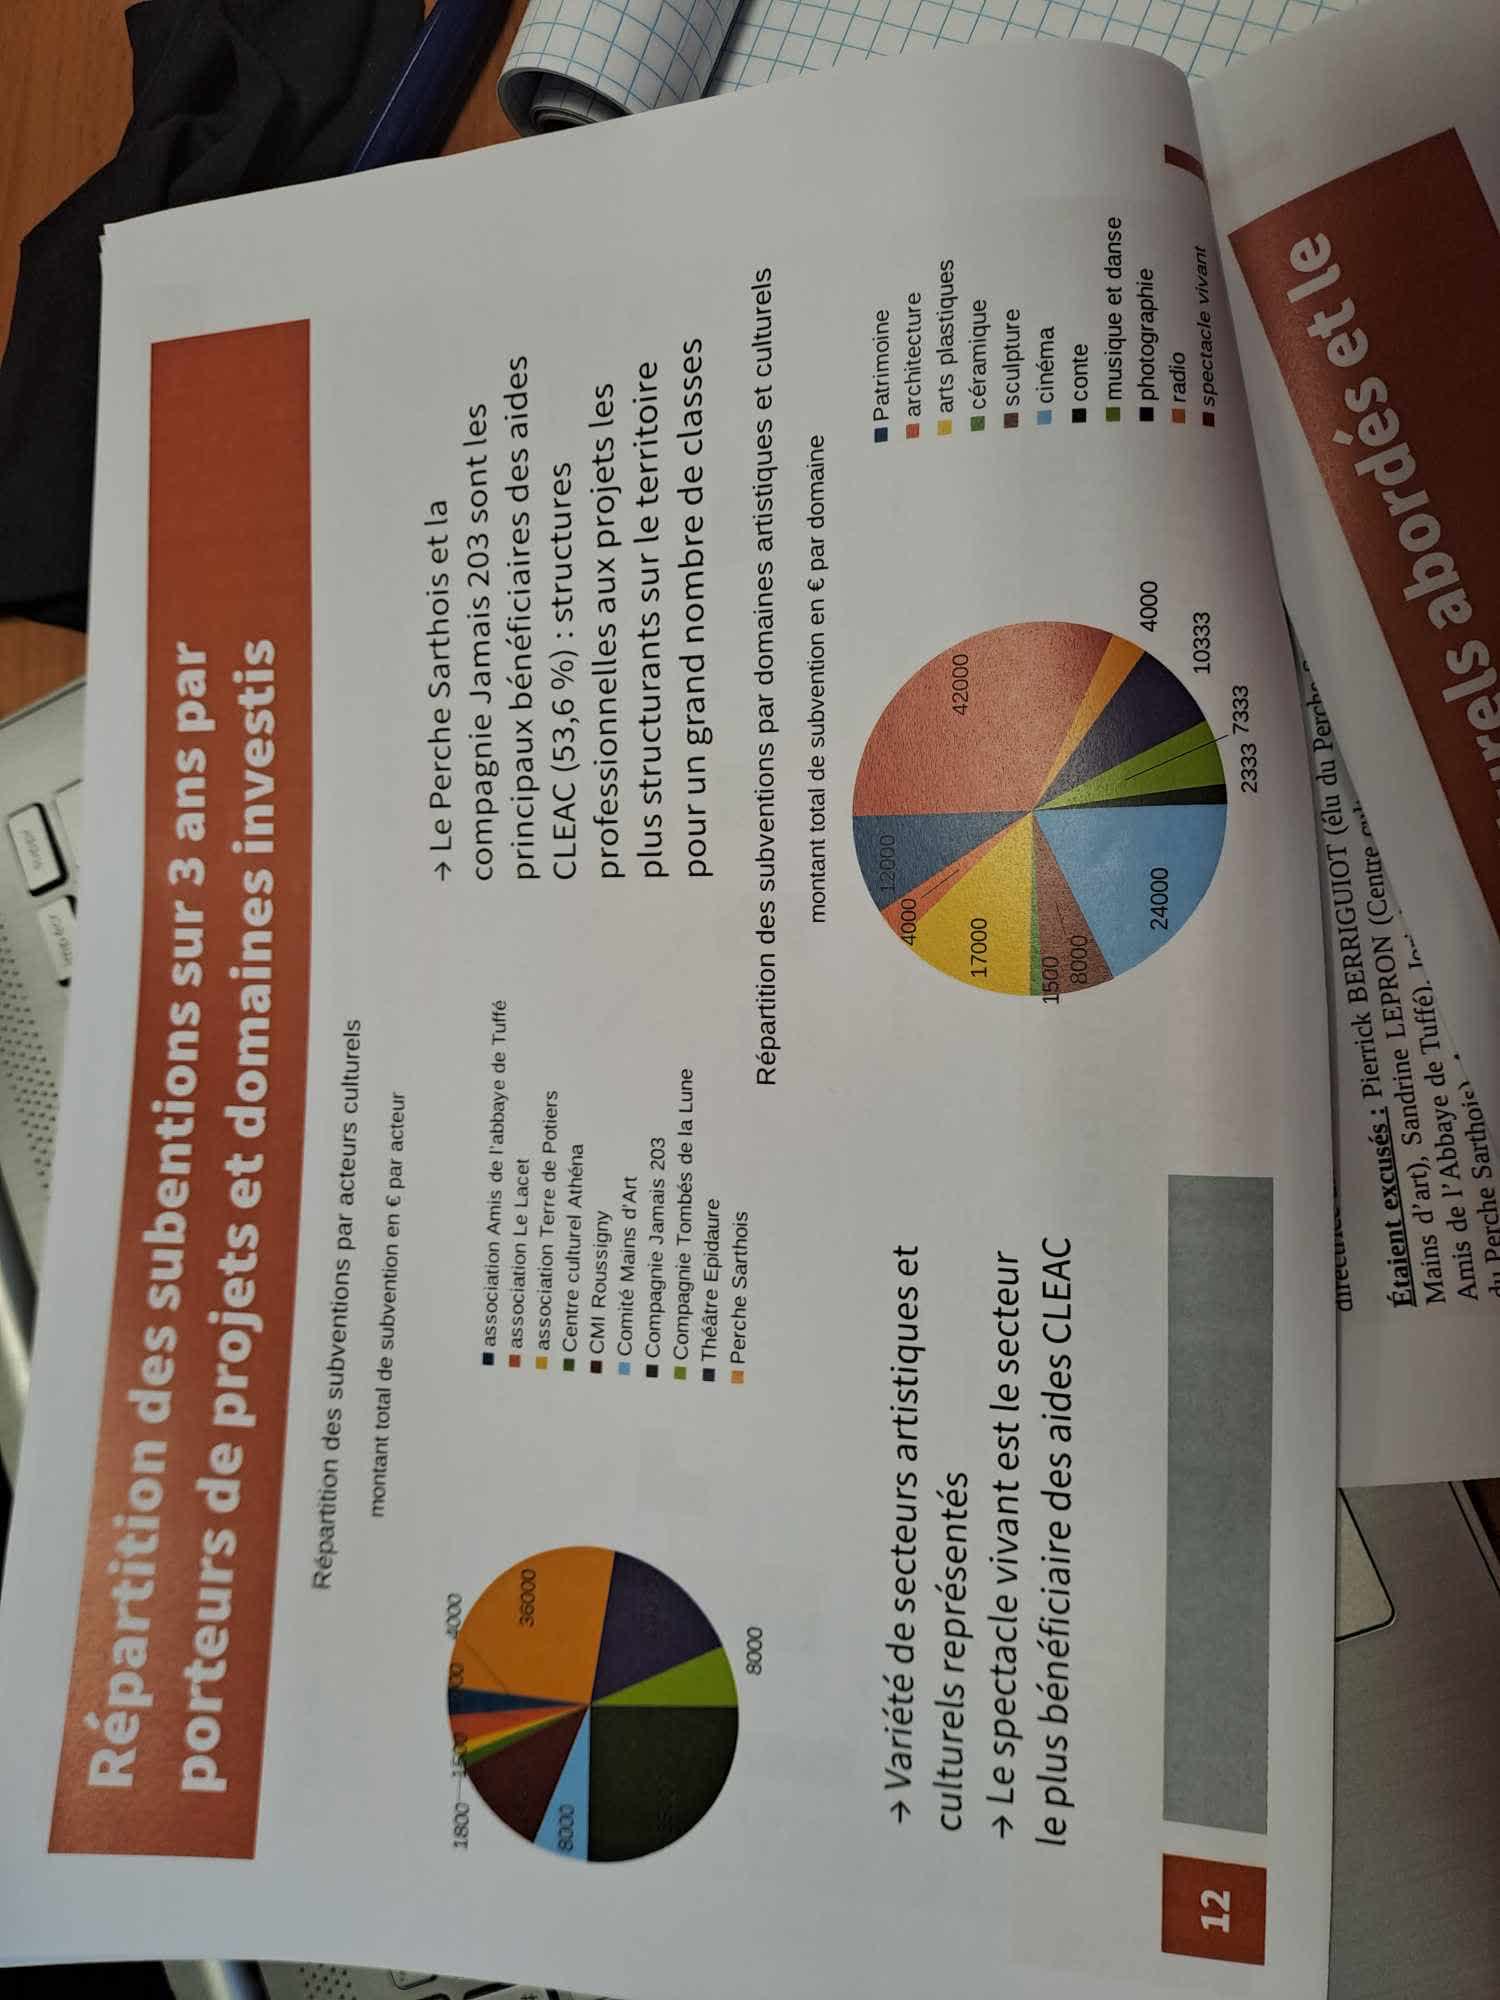 Répartition des subentions sur 3 ans par
porteurs de projets et domaines investis
Répartition des subventions par acteurs culturels
montant total de subvention en € par acteur
association Amis de l'abbaye de Tuffé
association Le Lacet
association Terre de Potiers
Centre culturel Athéna
CMI Roussigny
Comité Mains d'Art
Compagnie Jamais 203
Compagnie Tombés de la Lune
Théâtre Epidaure
Perche Sarthois
4000
36000
1800
1500
8000
8000
→ Le Perche Sarthois et la
compagnie Jamais 203 sont les
principaux bénéficiaires des aides
CLEAC (53,6 %) : structures
professionnelles aux projets les
plus structurants sur le territoire
pour un grand nombre de classes
→ Variété de secteurs artistiques et
culturels représentés
→ Le spectacle vivant est le secteur
le plus bénéficiaire des aides CLEAC
Répartition des subventions par domaines artistiques et culturels
montant total de subvention en € par domaine
12000
42000
4000
17000
1500
8000
24000
2333
7333
10333
4000
Patrimoine
architecture
arts plastiques
céramique
sculpture
cinéma
conte
musique et danse
photographie
radio
spectacle vivant
12
Étaient excusés : Pierrick BERRIGUIOT (élu du Perche
Mains d'art), Sandrine LEPRON (Centre
Amis de l'Abbaye de Tuffé).
du Perche Sarthois)
abordés et le